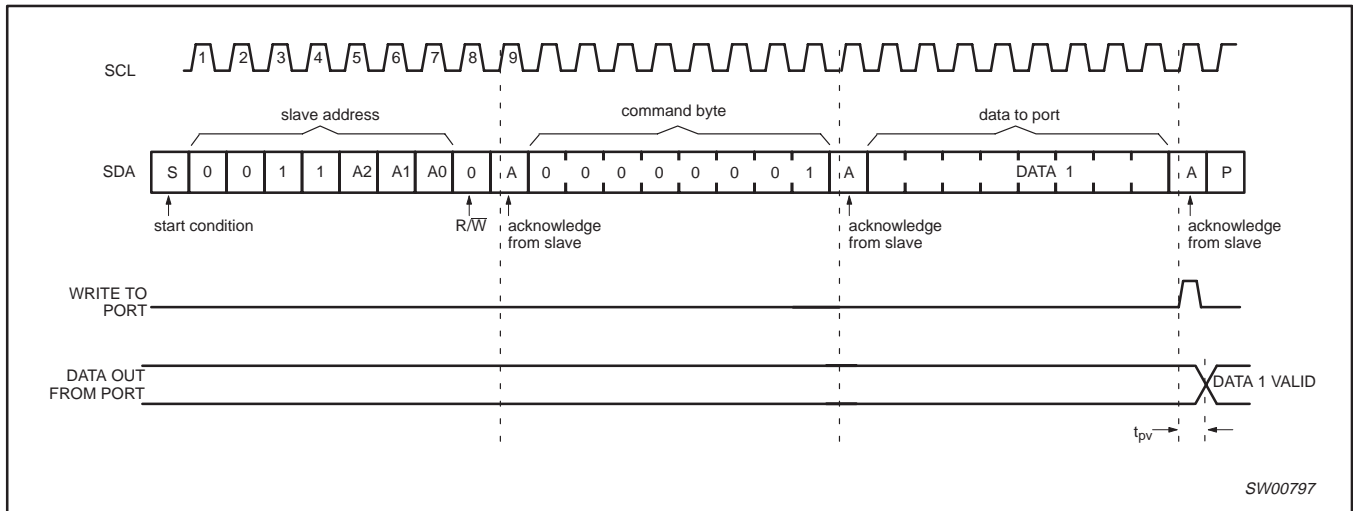 SCL 1 2 3 4 5 6 7 8 9
slave address command byte data to port
SDA S 0 0 1 1 A2 A1 A0 0 A 0 0 0 0 0 0 0 1 A DATA 1 A P
start condition R/W̅ acknowledge from slave acknowledge from slave acknowledge from slave
WRITE TO
PORT
DATA OUT
FROM PORT
DATA 1 VALID
tpv
SW00797